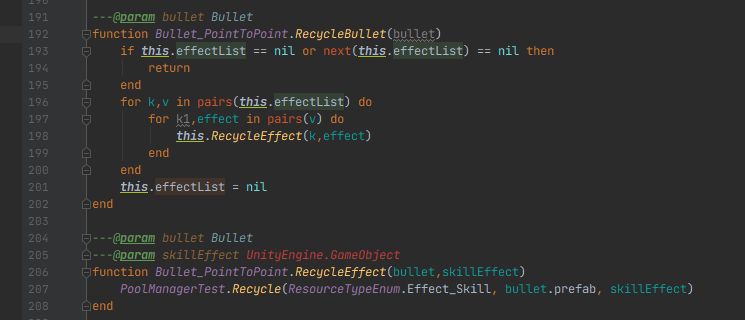 191 ---@param bullet Bullet
192 function Bullet_PointToPoint.RecycleBullet(bullet)
193 if this.effectList == nil or next(this.effectList) == nil then
194 return
195 end
196 for k,v in pairs(this.effectList) do
197 for k1,effect in pairs(v) do
198 this.RecycleEffect(k,effect)
199 end
200 end
201 this.effectList = nil
202 end
203
204 ---@param bullet Bullet
205 ---@param skillEffect UnityEngine.GameObject
206 function Bullet_PointToPoint.RecycleEffect(bullet,skillEffect)
207 PoolManagerTest.Recycle(ResourceTypeEnum.Effect_Skill, bullet.prefab, skillEffect)
208 end